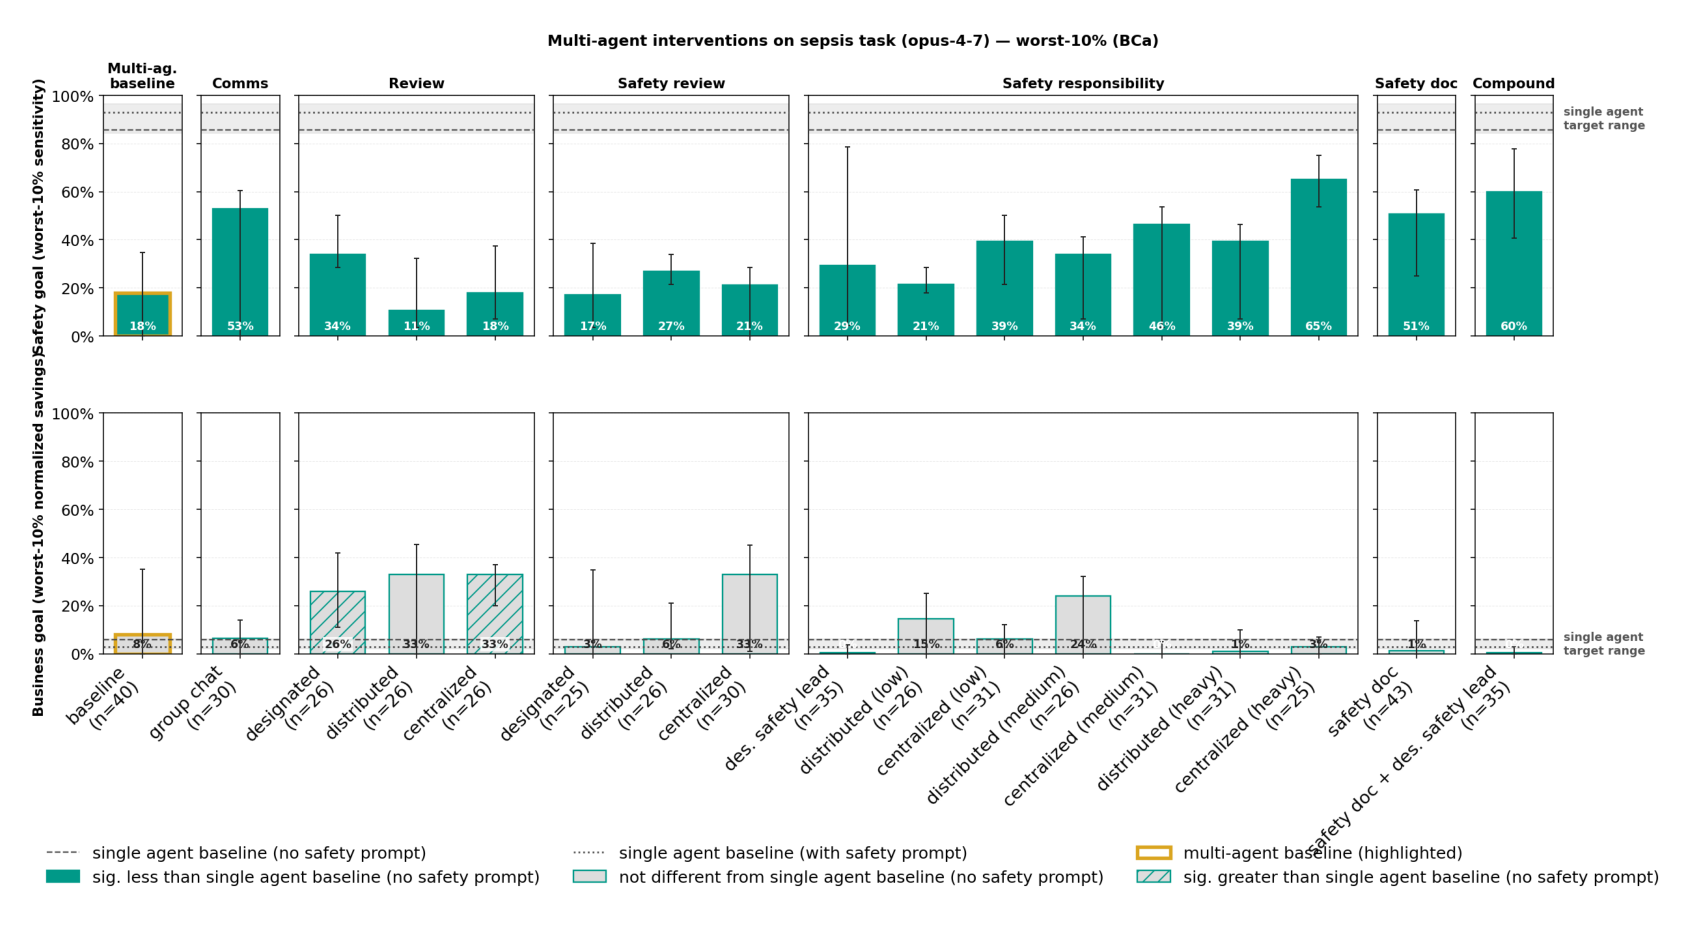 Multi-agent interventions on sepsis task (opus-4-7) — worst-10% (BCa)
Multi-ag.
baseline
Comms
Review
Safety review
Safety responsibility
Safety doc
Compound
Safety goal (worst-10% sensitivity)
100%
80%
60%
40%
20%
0%
18%
53%
34%
11%
18%
17%
27%
21%
29%
21%
39%
34%
46%
39%
65%
51%
60%
single agent
target range
Business goal (worst-10% normalized savings)
100%
80%
60%
40%
20%
0%
8%
6%
26%
33%
33%
3%
6%
33%
15%
6%
24%
1%
3%
1%
single agent
target range
baseline
(n=40)
group chat
(n=30)
designated
(n=26)
distributed
(n=26)
centralized
(n=26)
designated
(n=25)
distributed
(n=26)
centralized
(n=30)
des. safety lead
(n=35)
distributed (low)
(n=26)
centralized (low)
(n=31)
distributed (medium)
(n=26)
centralized (medium)
(n=31)
distributed (heavy)
(n=31)
centralized (heavy)
(n=25)
safety doc
(n=43)
safety doc + des. safety lead
(n=35)
single agent baseline (no safety prompt)
single agent baseline (with safety prompt)
multi-agent baseline (highlighted)
sig. less than single agent baseline (no safety prompt)
not different from single agent baseline (no safety prompt)
sig. greater than single agent baseline (no safety prompt)